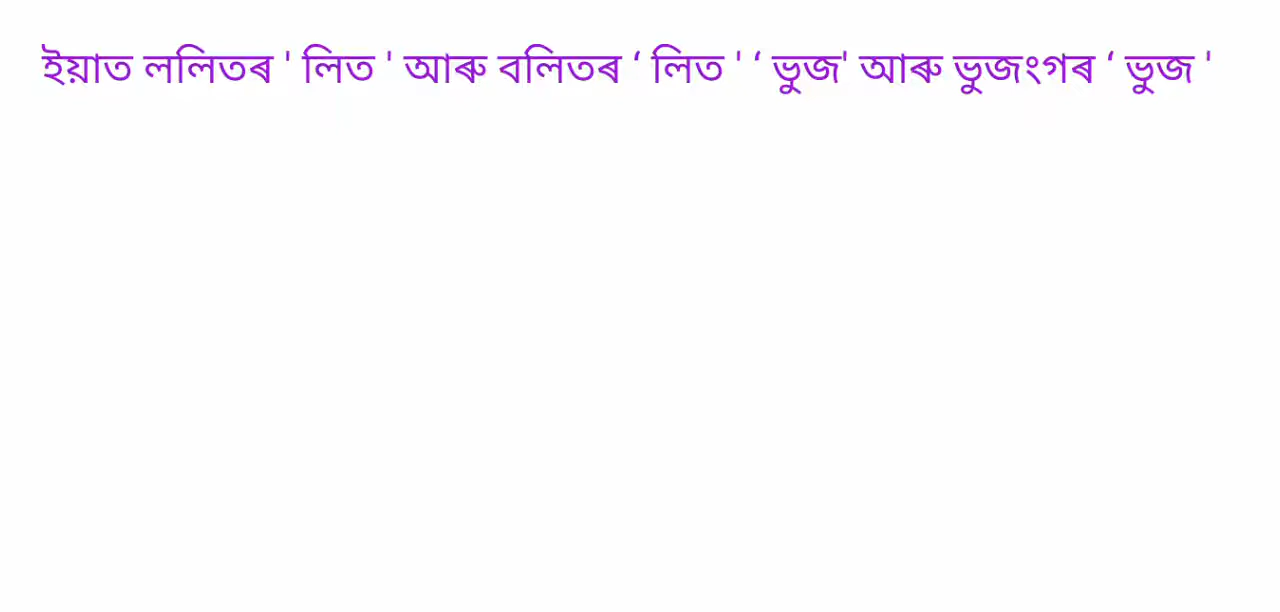 ইয়াত ললিতৰ ' লিত ' আৰু বলিতৰ ‘ লিত ' ‘ ভুজ' আৰু ভুজংগৰ ‘ ভুজ '